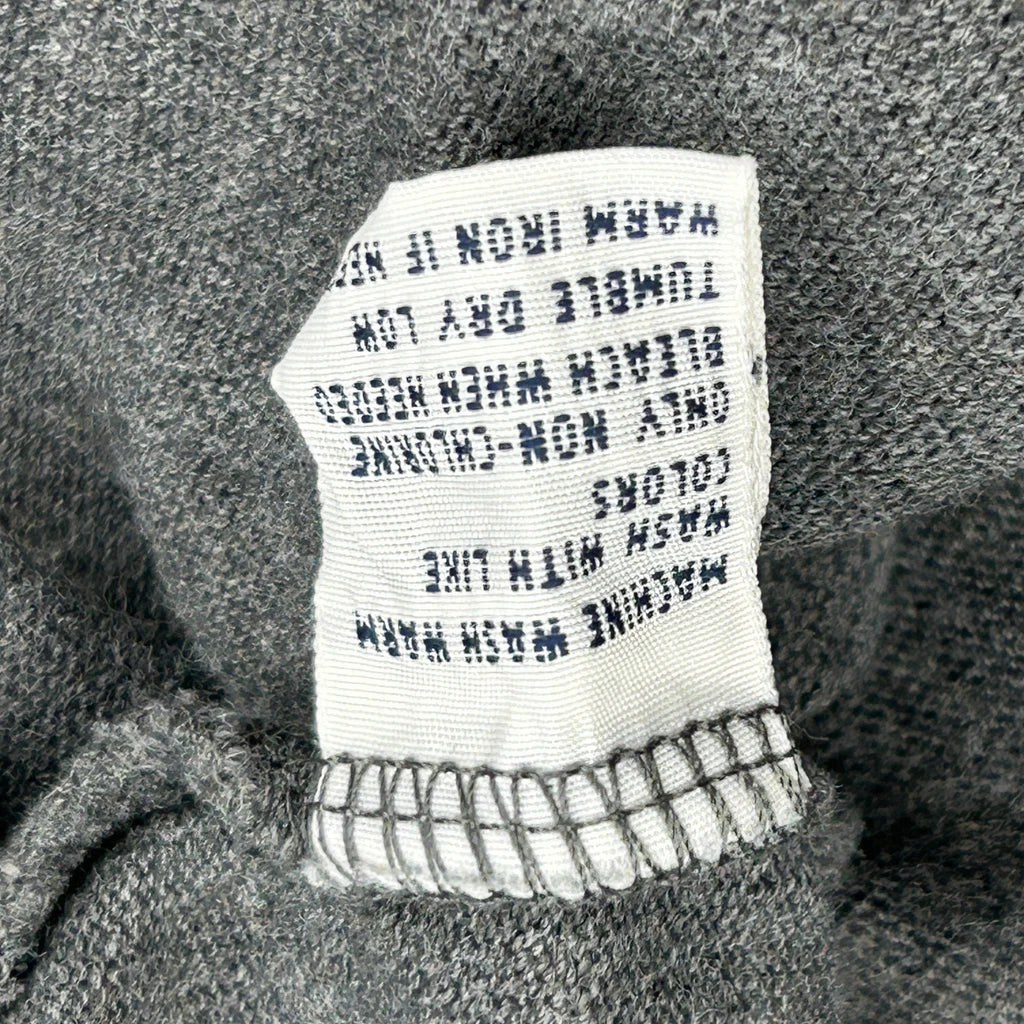 MACHINE WASH WARM
WASH WITH LIKE
COLORS
ONLY NON-CHLORINE
BLEACH WHEN NEEDED
TUMBLE DRY LOW
WARM IRON IF NEE